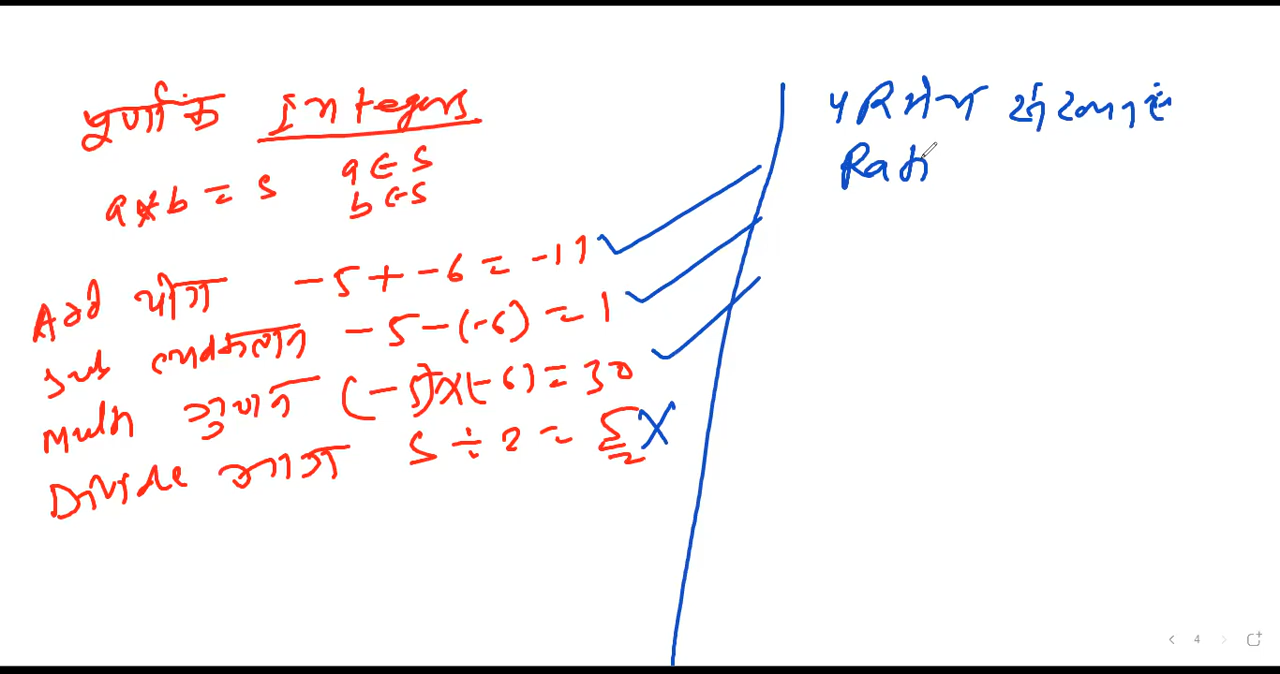 पूर्णांक Integers
a * b = S a ∈ S
b ∈ S
Add योग -5 + -6 = -11
Sub व्यवकलन -5 - (-6) = 1
Multi गुणन (-5) x (-6) = 30
Divide भाग 5 ÷ 2 = 5/2 X
परिमेय संख्याएं
Rati
4